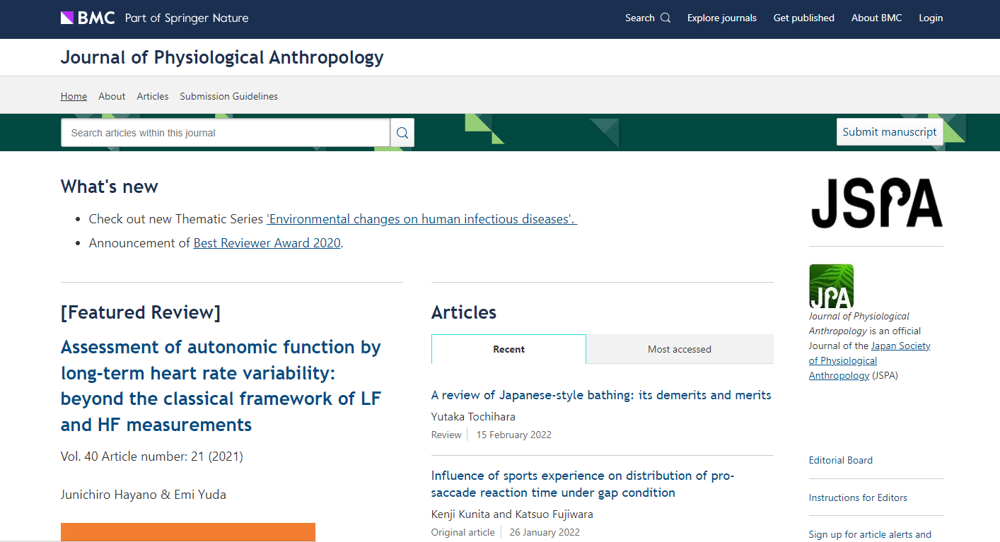 BMC Part of Springer Nature
Search Explore journals Get published About BMC Login
Journal of Physiological Anthropology
Home About Articles Submission Guidelines
Search articles within this journal
Submit manuscript
What's new
Check out new Thematic Series 'Environmental changes on human infectious diseases'.
Announcement of Best Reviewer Award 2020.
[Featured Review]
Assessment of autonomic function by
long-term heart rate variability:
beyond the classical framework of LF
and HF measurements
Vol. 40 Article number: 21 (2021)
Junichiro Hayano & Emi Yuda
Articles
Recent Most accessed
A review of Japanese-style bathing: its demerits and merits
Yutaka Tochihara
Review 15 February 2022
Influence of sports experience on distribution of pro-
saccade reaction time under gap condition
Kenji Kunita and Katsuo Fujiwara
Original article 26 January 2022
JSPA
JPA
Journal of Physiological
Anthropology is an official
Journal of the Japan Society
of Physiological
Anthropology (JSPA)
Editorial Board
Instructions for Editors
Sign up for article alerts and